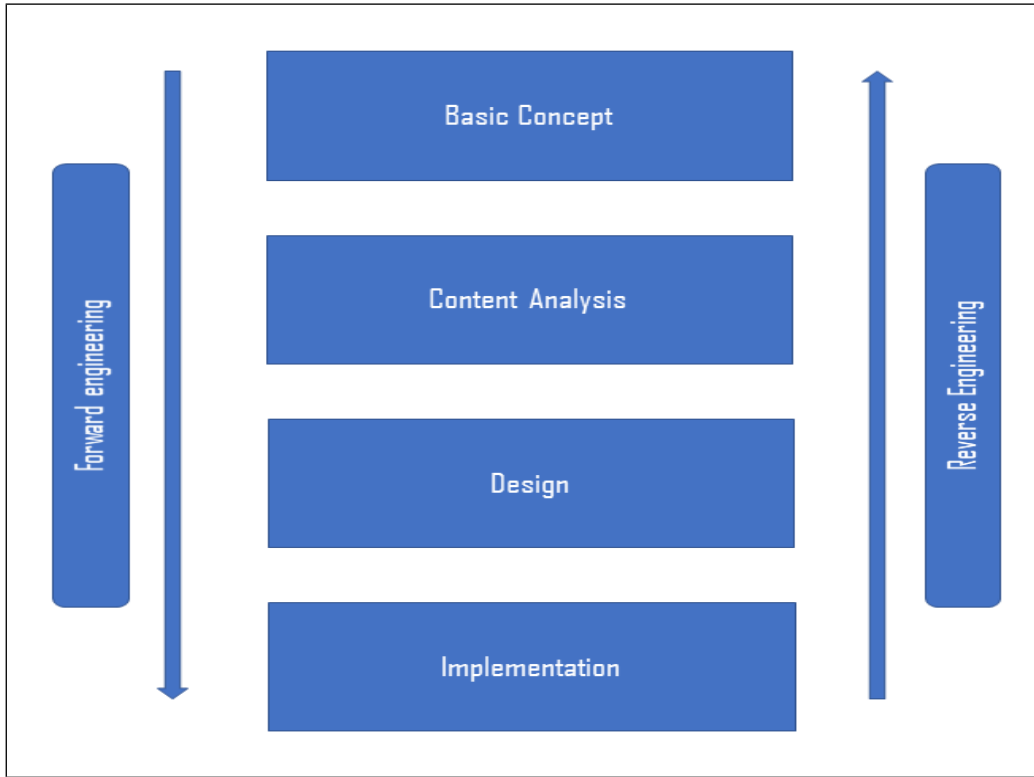 Basic Concept
Content Analysis
Forward engineering
Reverse Engineering
Design
Implementation